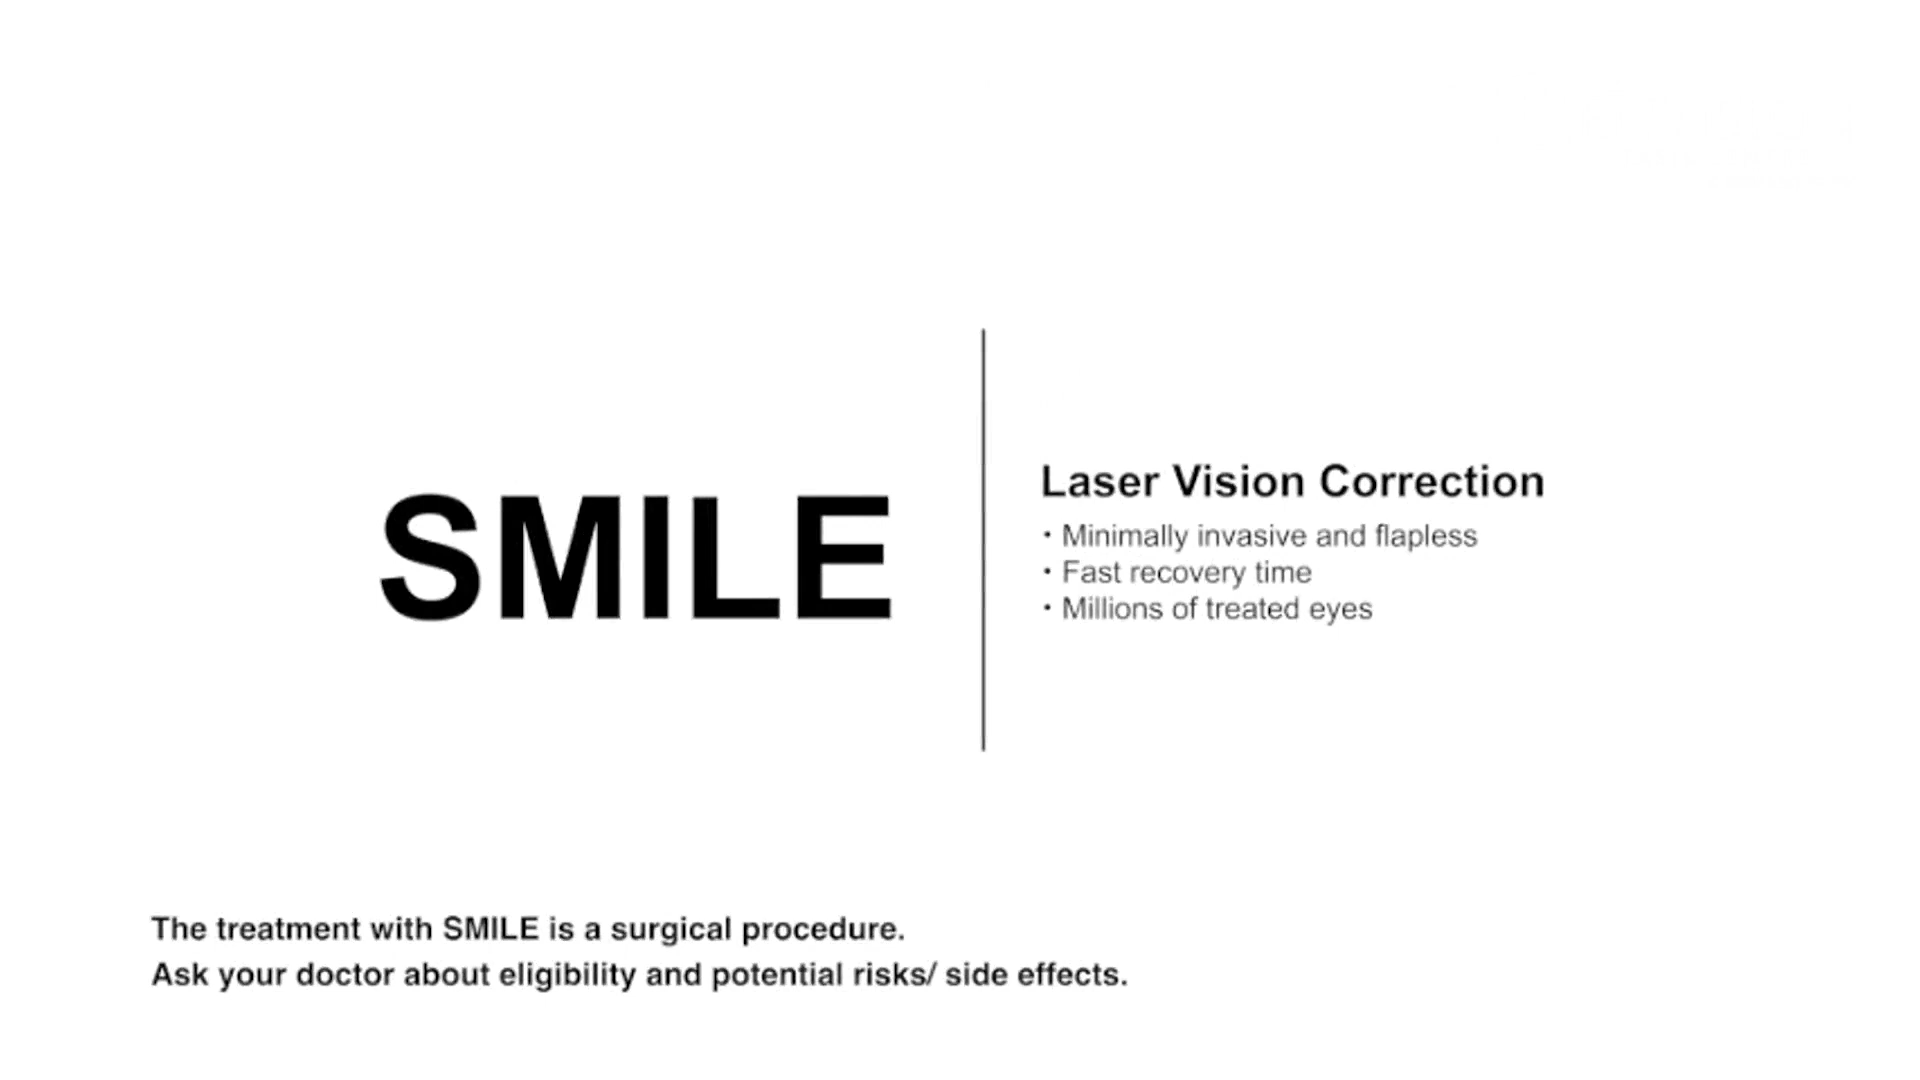 SMILE
Laser Vision Correction
· Minimally invasive and flapless
· Fast recovery time
· Millions of treated eyes
The treatment with SMILE is a surgical procedure.
Ask your doctor about eligibility and potential risks/ side effects.